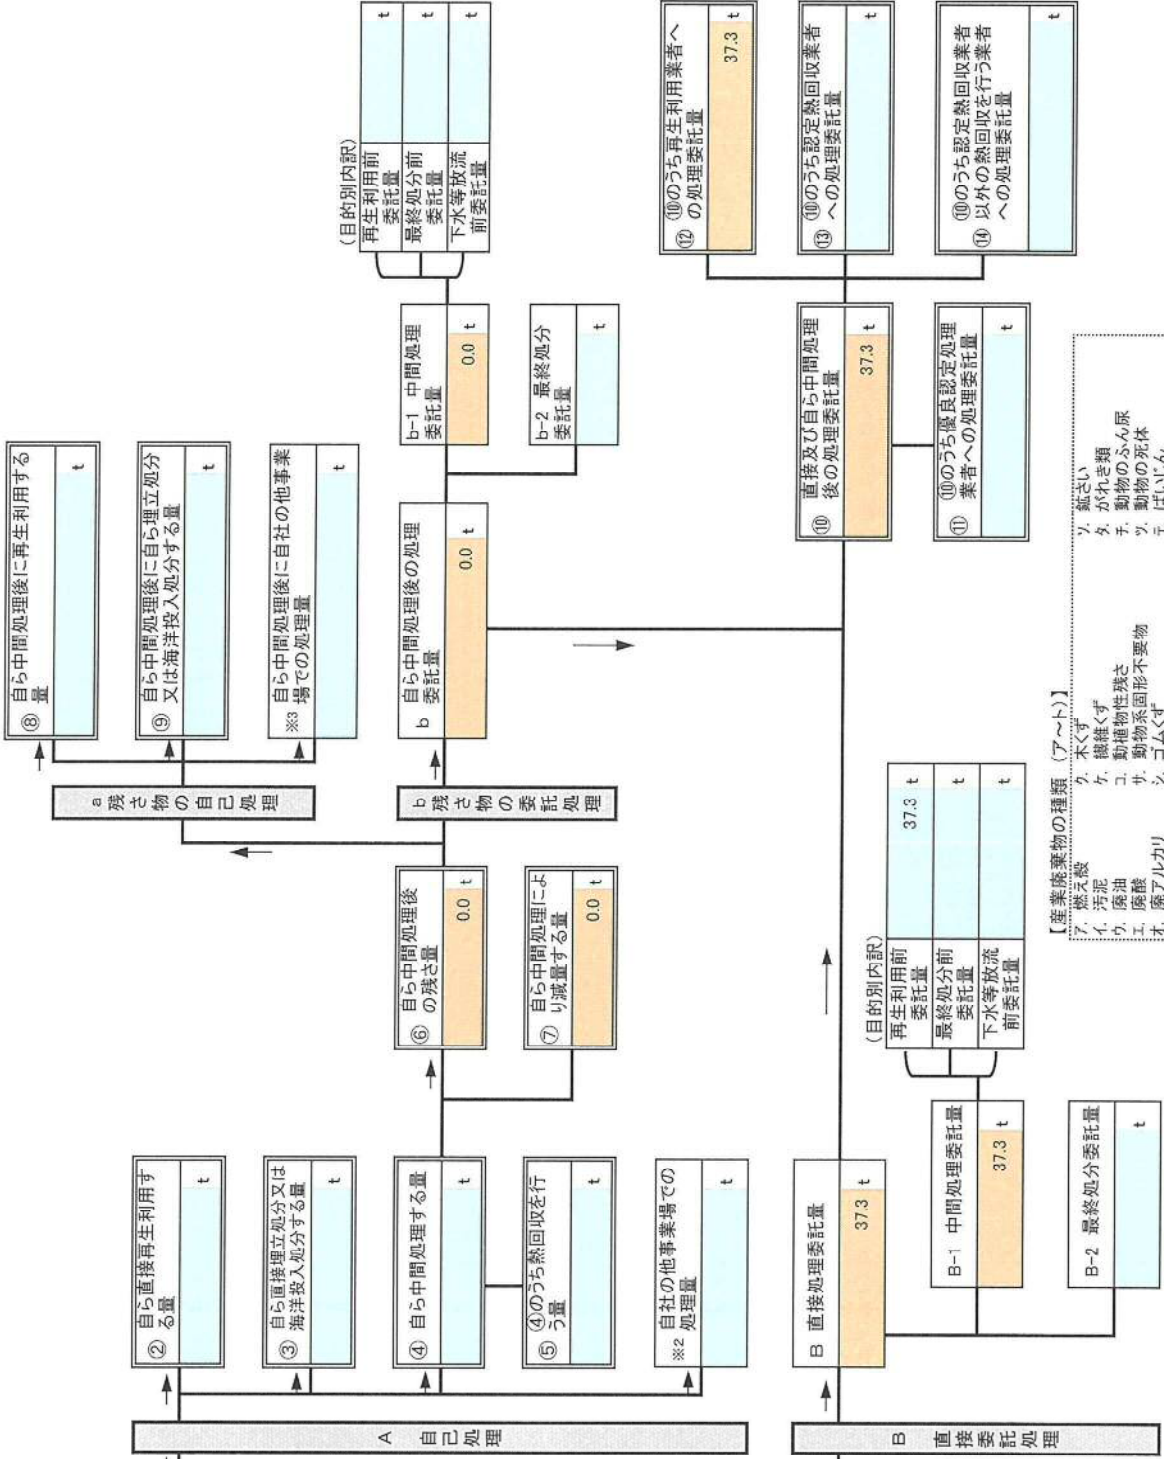 A 自己処理
② 自ら直接再生利用す
る量
t
③ 自ら直接埋立処分又は
海洋投入処分する量
t
④ 自ら中間処理する量
t
⑤ ④のうち熱回収を行
う量
t
※2 自社の他事業場での
処理量
t
⑥ 自ら中間処理後
の残さ量
0.0 t
⑦ 自ら中間処理によ
り減量する量
0.0 t
a 残さ物の自己処理
⑧ 自ら中間処理後に再生利用する
量
t
⑨ 自ら中間処理後に自ら埋立処分
又は海洋投入処分する量
t
※3 自ら中間処理後に自社の他事業
場での処理量
t
b 残さ物の委託処理
b 自ら中間処理後の処理
委託量
0.0 t
b-1 中間処理
委託量
0.0 t
b-2 最終処分
委託量
t
(目的別内訳)
再生利用前
委託量
t
最終処分前
委託量
t
下水等放流
前委託量
t
B 直接委託処理
B 直接処理委託量
37.3 t
B-1 中間処理委託量
37.3 t
B-2 最終処分委託量
t
(目的別内訳)
再生利用前
委託量
37.3 t
最終処分前
委託量
t
下水等放流
前委託量
t
⑩ 直接及び自ら中間処理
後の処理委託量
37.3 t
⑪ ⑩のうち優良認定処理
業者への処理委託量
t
⑫ ⑩のうち再生利用業者へ
の処理委託量
37.3 t
⑬ ⑩のうち認定熱回収業者
への処理委託量
t
⑭ ⑩のうち認定熱回収業者
以外の熱回収を行う業者
への処理委託量
t
【産業廃棄物の種類 (ア～ト)】
ア. 燃え殻
イ. 汚泥
ウ. 廃油
エ. 廃酸
オ. 廃アルカリ
ク. 木くず
ケ. 繊維くず
コ. 動植物性残さ
サ. 動物系固形不要物
シ. ゴムくず
ソ. 鉱さい
タ. がれき類
チ. 動物のふん尿
ツ. 動物の死体
テ. ばいじん